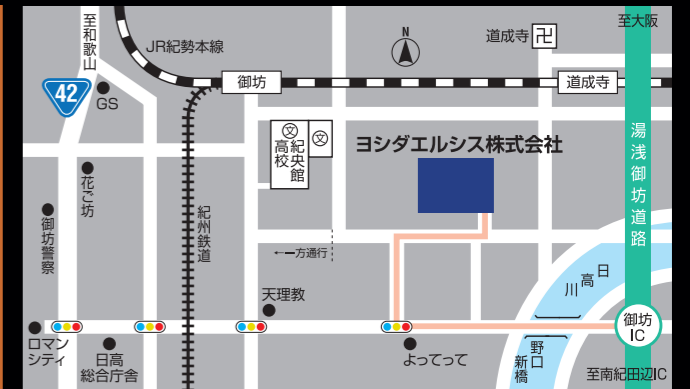 至大阪
至和歌山
JR紀勢本線
N
道成寺
卍
42
GS
御坊
道成寺
文
文
紀央館
高校
ヨシダエルシス株式会社
湯浅御坊道路
花ご坊
御坊警察
紀州鉄道
←一方通行
日高川
天理教
御坊
IC
ロマン
シティ
日高
総合庁舎
よってって
野口
新橋
至南紀田辺IC